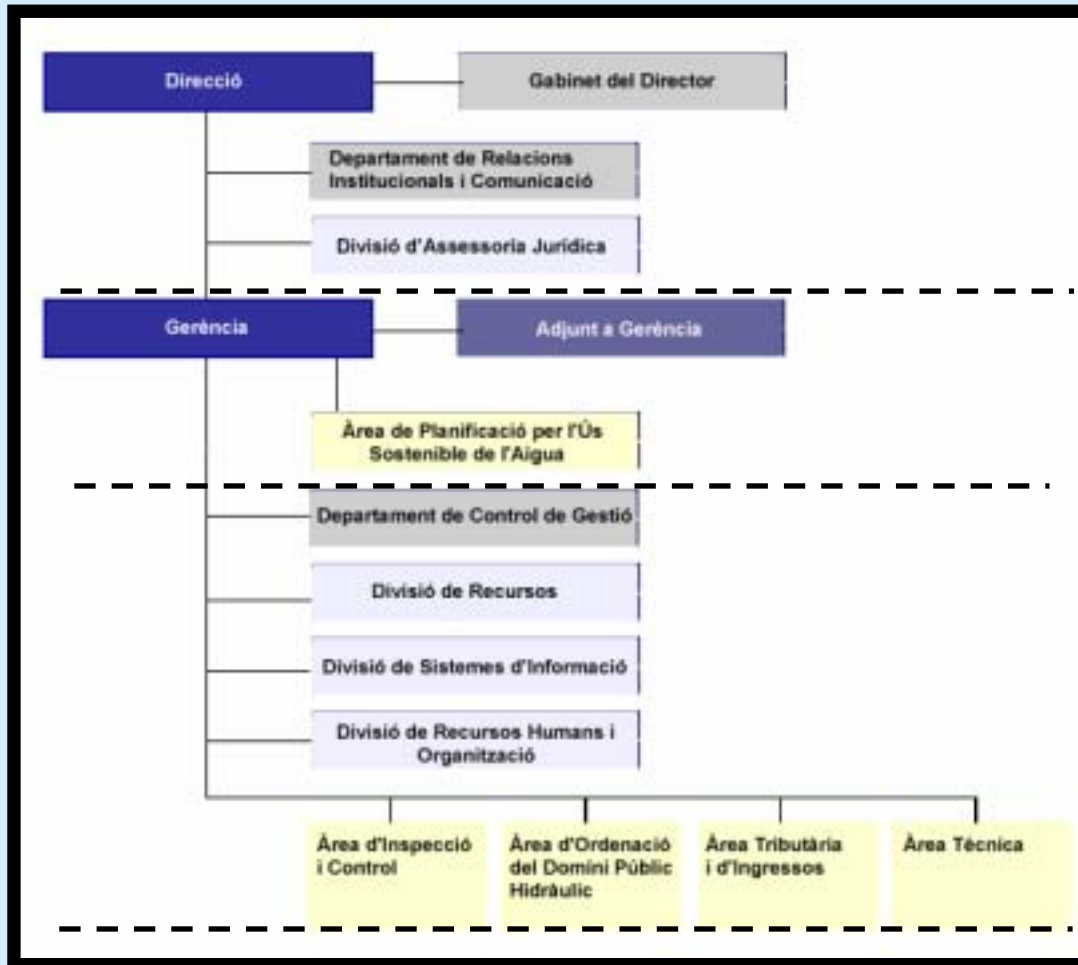 Direcció
Gabinet del Director
Departament de Relacions
Institucionals i Comunicació
Divisió d'Assessoria Jurídica
Gerència
Adjunt a Gerència
Àrea de Planificació per l'Ús
Sostenible de l'Aigua
Departament de Control de Gestió
Divisió de Recursos
Divisió de Sistemes d'Informació
Divisió de Recursos Humans i
Organització
Àrea d'Inspecció
i Control
Àrea d'Ordenació
del Domini Públic
Hidràulic
Àrea Tributària
i d'Ingressos
Àrea Tècnica